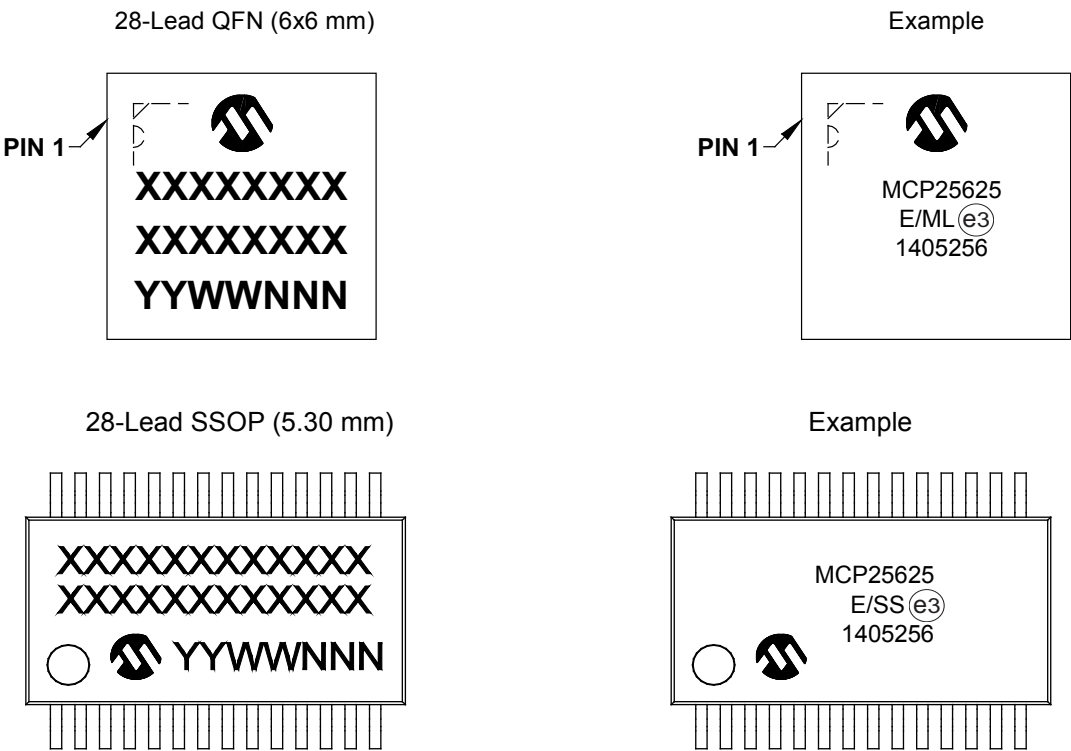 28-Lead QFN (6x6 mm)
Example
PIN 1
XXXXXXXX
XXXXXXXX
YYWWNNN
PIN 1
MCP25625
E/ML e3
1405256
28-Lead SSOP (5.30 mm)
Example
XXXXXXXXXXXX
XXXXXXXXXXXX
YYWWNNN
MCP25625
E/SS e3
1405256